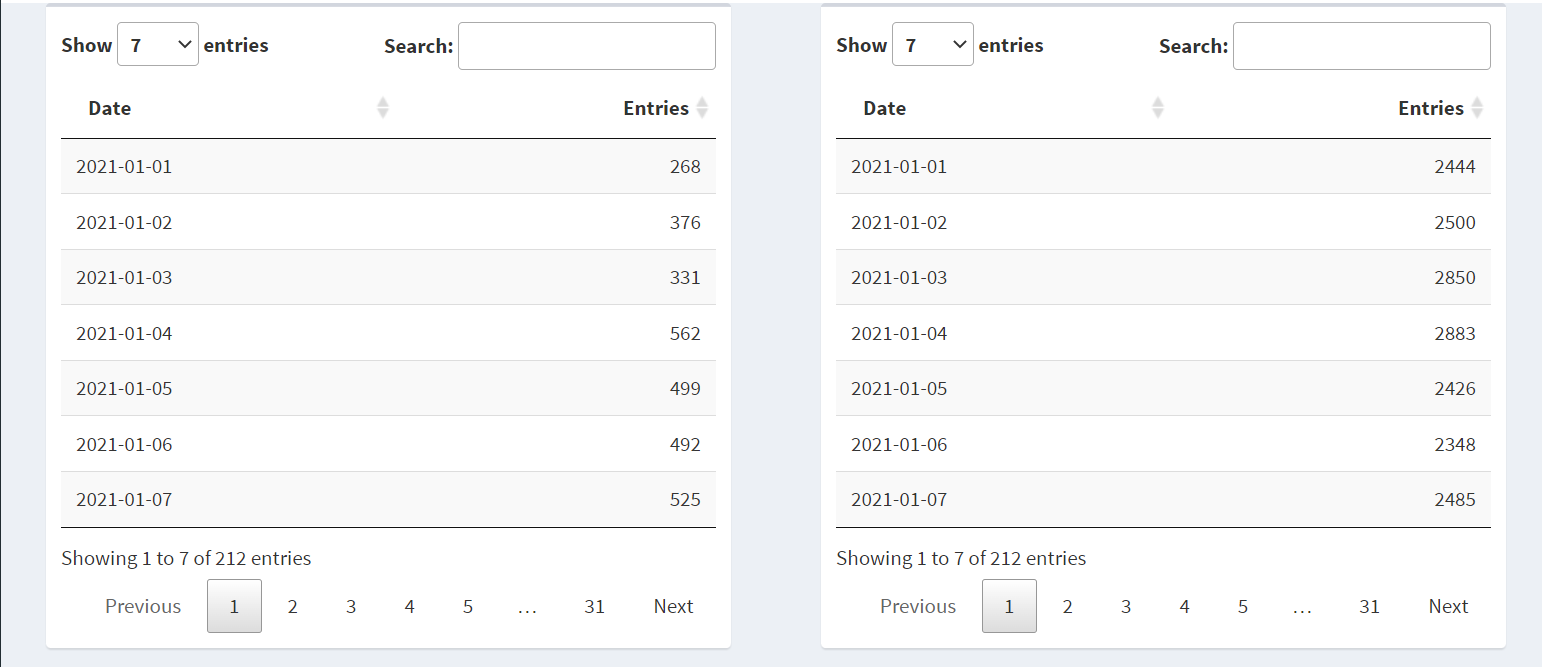 Show 7 entries Search:
Date Entries
2021-01-01 268
2021-01-02 376
2021-01-03 331
2021-01-04 562
2021-01-05 499
2021-01-06 492
2021-01-07 525
Showing 1 to 7 of 212 entries
Previous 1 2 3 4 5 ... 31 Next
Show 7 entries Search:
Date Entries
2021-01-01 2444
2021-01-02 2500
2021-01-03 2850
2021-01-04 2883
2021-01-05 2426
2021-01-06 2348
2021-01-07 2485
Showing 1 to 7 of 212 entries
Previous 1 2 3 4 5 ... 31 Next